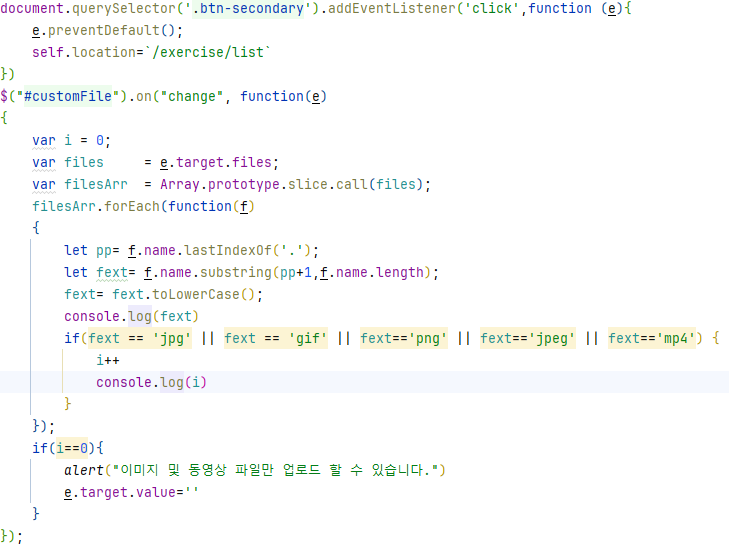 document.querySelector('.btn-secondary').addEventListener('click',function (e){
    e.preventDefault();
    self.location=`/exercise/list`
})
$("#customFile").on("change", function(e)
{
    var i = 0;
    var files     = e.target.files;
    var filesArr  = Array.prototype.slice.call(files);
    filesArr.forEach(function(f)
    {
        let pp= f.name.lastIndexOf('.');
        let fext= f.name.substring(pp+1,f.name.length);
        fext= fext.toLowerCase();
        console.log(fext)
        if(fext == 'jpg' || fext == 'gif' || fext=='png' || fext=='jpeg' || fext=='mp4') {
            i++
            console.log(i)
        }
    });
    if(i==0){
        alert("이미지 및 동영상 파일만 업로드 할 수 있습니다.")
        e.target.value=''
    }
});